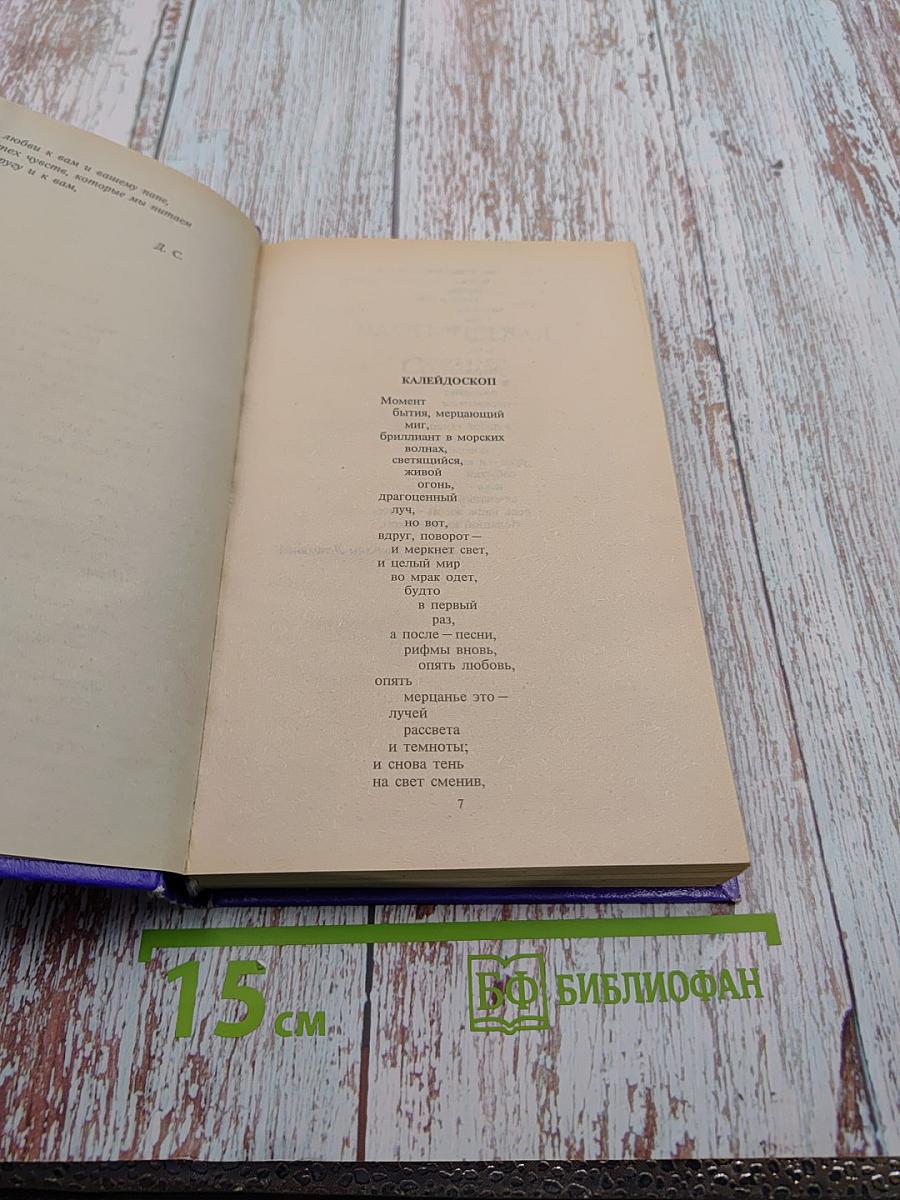 любви к вам и вашему папе,
тех чувств, которые мы питаем
ругу и к вам,
Д. С.
КАЛЕЙДОСКОП
Момент
бытия, мерцающий
миг,
бриллиант в морских
волнах,
светящийся,
живой
огонь,
драгоценный
луч,
но вот,
вдруг, поворот —
и меркнет свет,
и целый мир
во мрак одет,
будто
в первый
раз,
а после — песни,
рифмы вновь,
опять любовь,
опять
мерцанье это —
лучей
рассвета
и темноты;
и снова тень
на свет сменив,
7
15 см
БФ БИБЛИОФАН